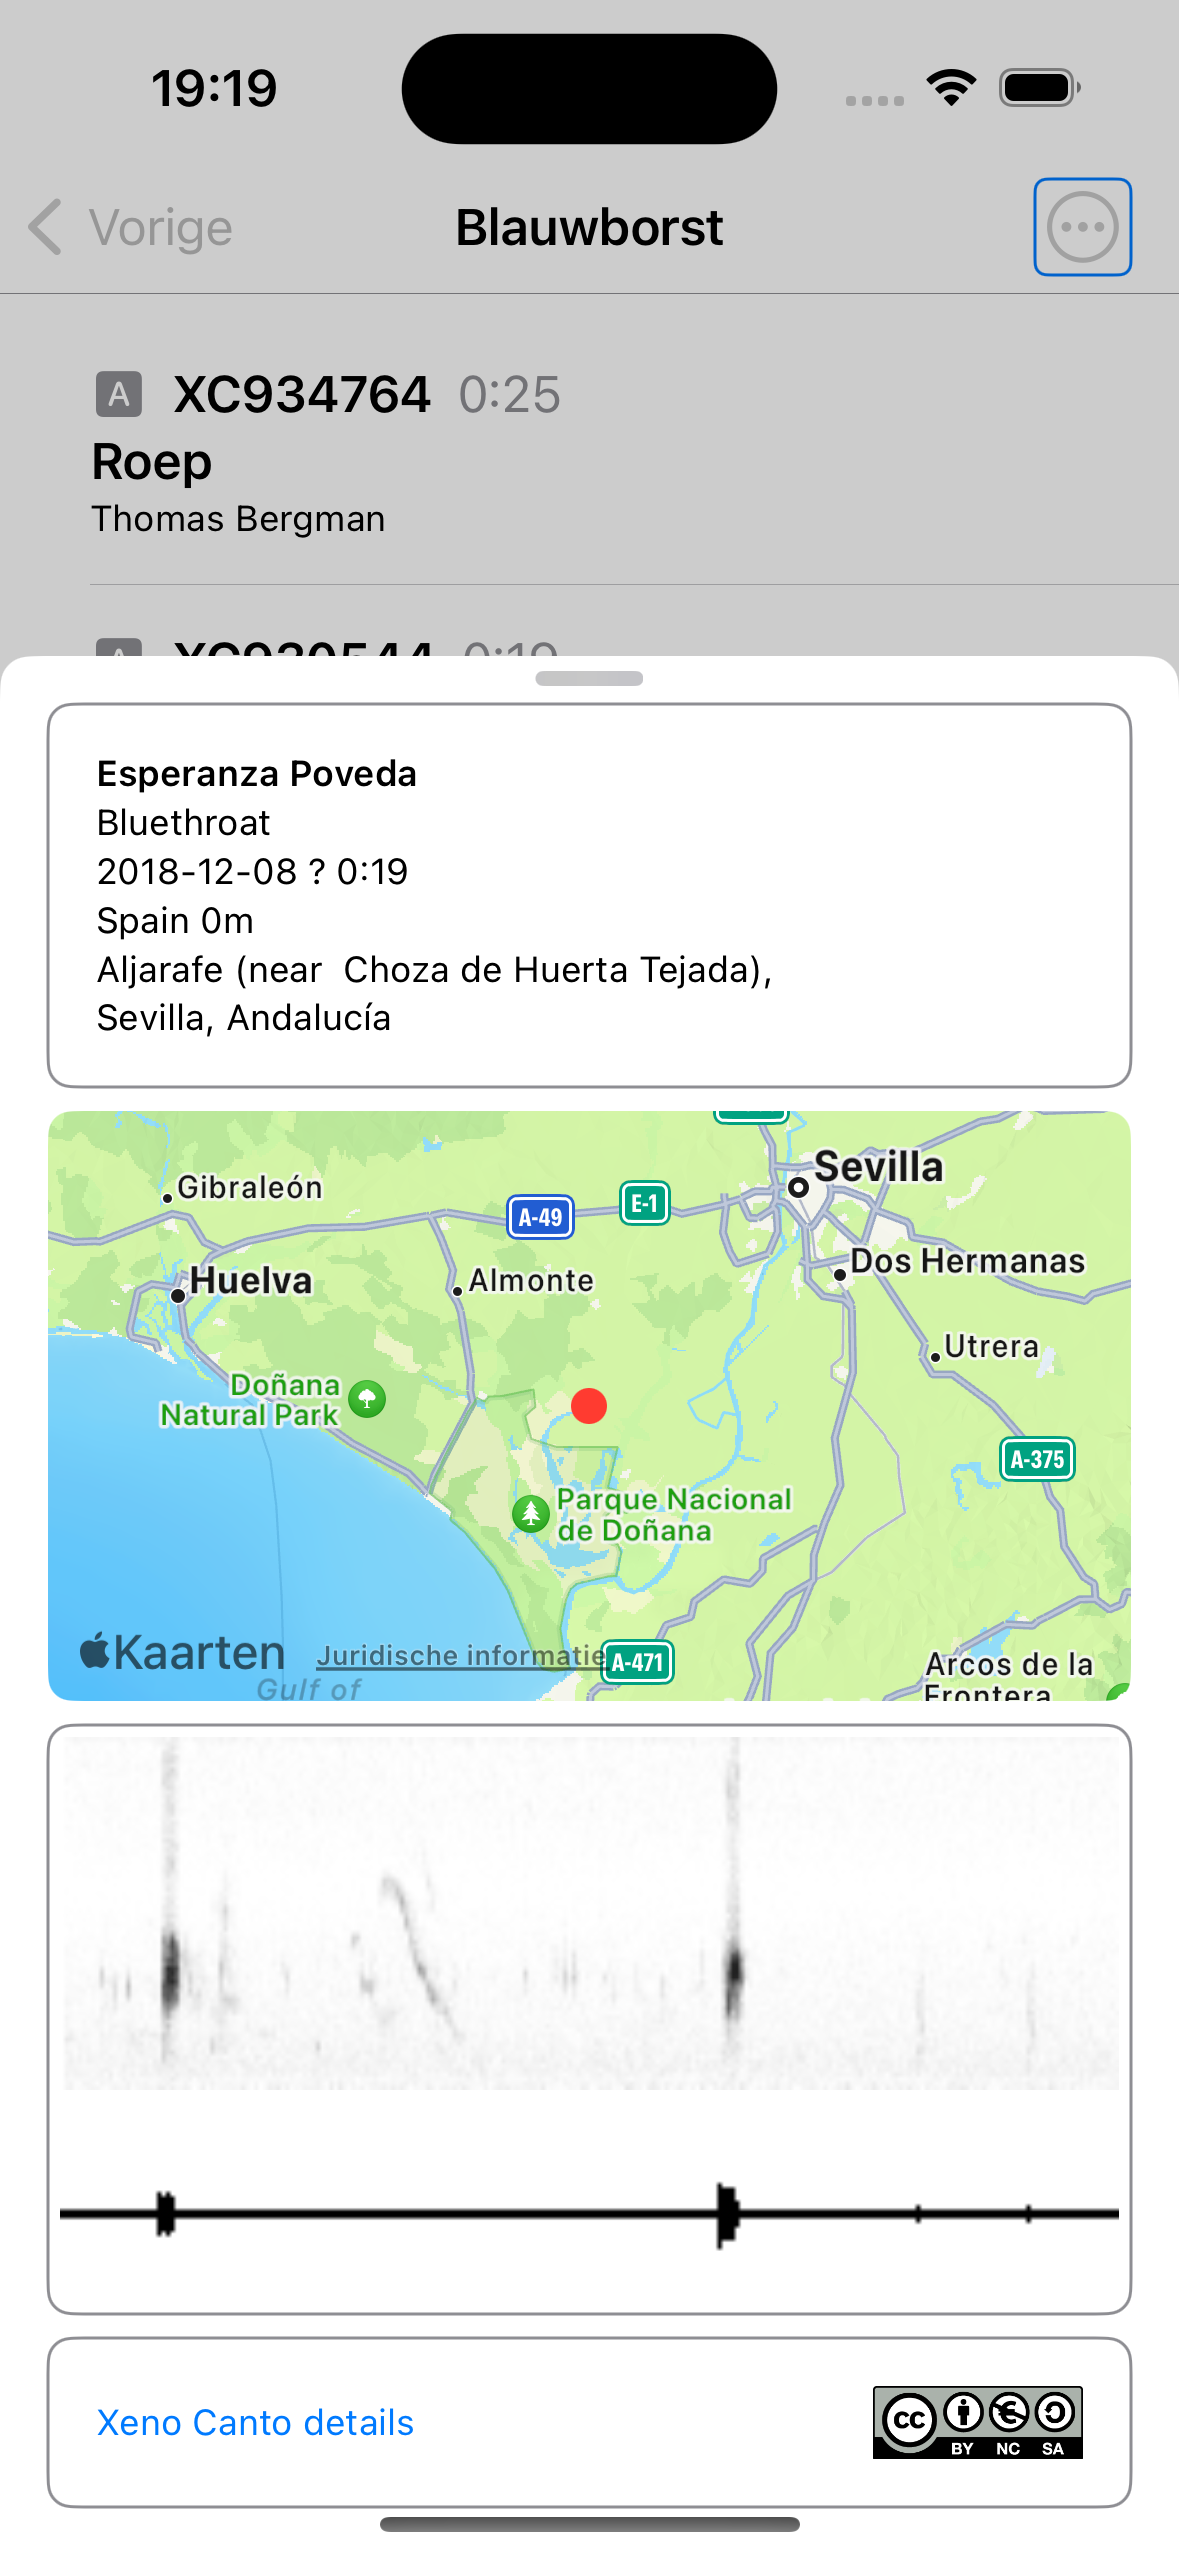 19:19
Vorige
Blauwborst
A XC934764 0:25
Roep
Thomas Bergman
A XC930544 0:19
Esperanza Poveda
Bluethroat
2018-12-08 ? 0:19
Spain 0m
Aljarafe (near  Choza de Huerta Tejada),
Sevilla, Andalucía
Sevilla
Gibraleón
E-1
A-49
Dos Hermanas
Huelva
Almonte
Utrera
Doñana
Natural Park
A-375
Parque Nacional
de Doñana
Kaarten
Juridische informatie
A-471
Arcos de la
Frontera
Gulf of
Xeno Canto details
cc
BY NC SA